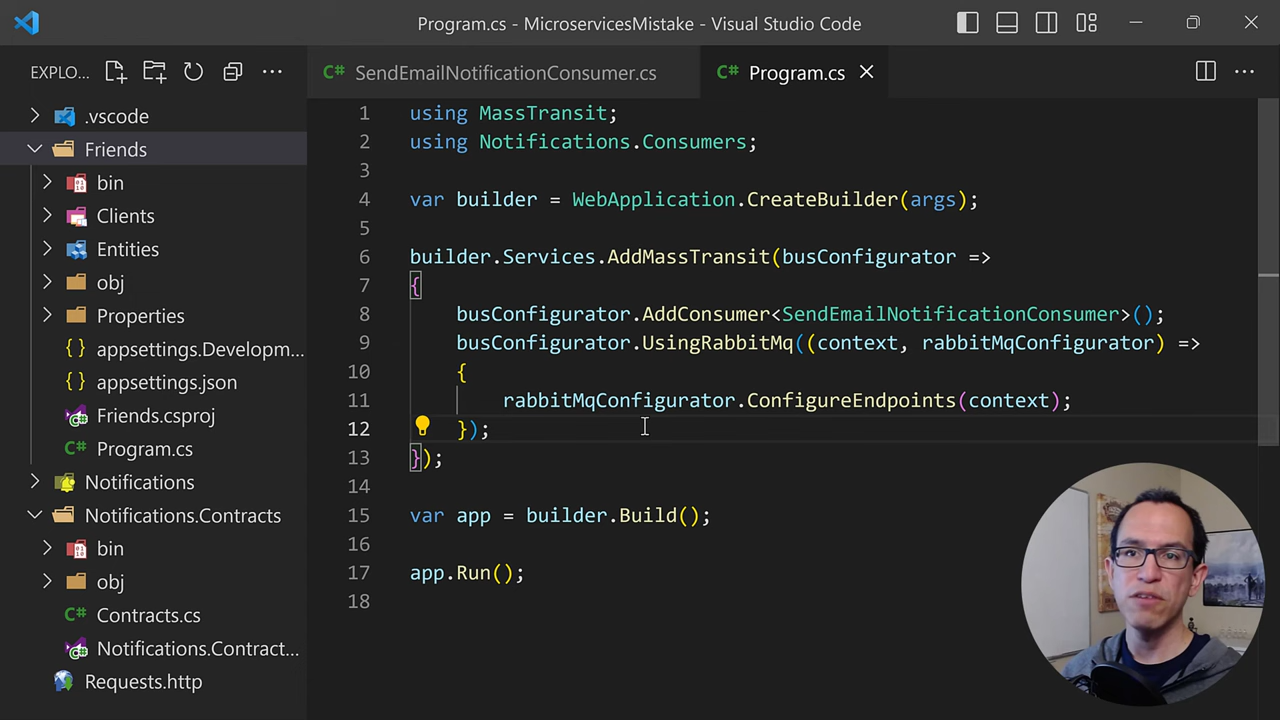 Program.cs - MicroservicesMistake - Visual Studio Code
EXPLO...
SendEmailNotificationConsumer.cs
Program.cs
.vscode
Friends
bin
Clients
Entities
obj
Properties
appsettings.Developm...
appsettings.json
Friends.csproj
Program.cs
Notifications
Notifications.Contracts
bin
obj
Contracts.cs
Notifications.Contract...
Requests.http
1 using MassTransit;
2 using Notifications.Consumers;
3
4 var builder = WebApplication.CreateBuilder(args);
5
6 builder.Services.AddMassTransit(busConfigurator =>
7 {
8 busConfigurator.AddConsumer<SendEmailNotificationConsumer>();
9 busConfigurator.UsingRabbitMq((context, rabbitMqConfigurator) =>
10 {
11 rabbitMqConfigurator.ConfigureEndpoints(context);
12 });
13 });
14
15 var app = builder.Build();
16
17 app.Run();
18